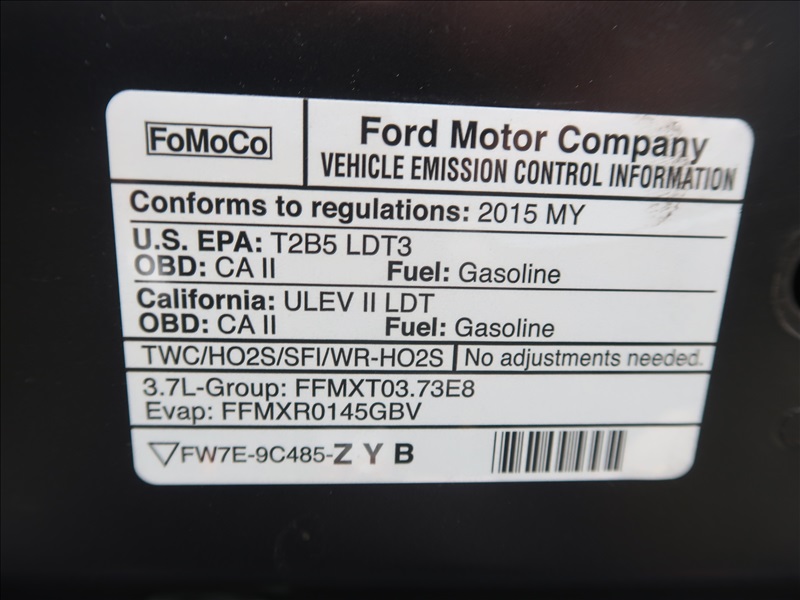 FoMoCo
Ford Motor Company
VEHICLE EMISSION CONTROL INFORMATION
Conforms to regulations: 2015 MY
U.S. EPA: T2B5 LDT3
OBD: CA II Fuel: Gasoline
California: ULEV II LDT
OBD: CA II Fuel: Gasoline
TWC/HO2S/SFI/WR-HO2S No adjustments needed.
3.7L-Group: FFMXT03.73E8
Evap: FFMXR0145GBV
FW7E-9C485-Z Y B